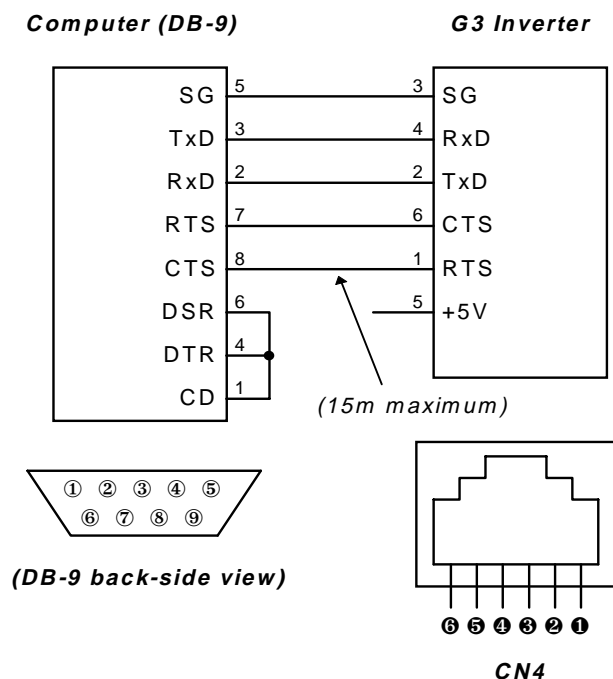 Computer (DB-9) G3 Inverter
SG 5 3 SG
TxD 3 4 RxD
RxD 2 2 TxD
RTS 7 6 CTS
CTS 8 1 RTS
DSR 6 5 +5V
DTR 4
CD 1
(15m maximum)
① ② ③ ④ ⑤
⑥ ⑦ ⑧ ⑨
(DB-9 back-side view)
❻ ❺ ❹ ❸ ❷ ❶
CN4